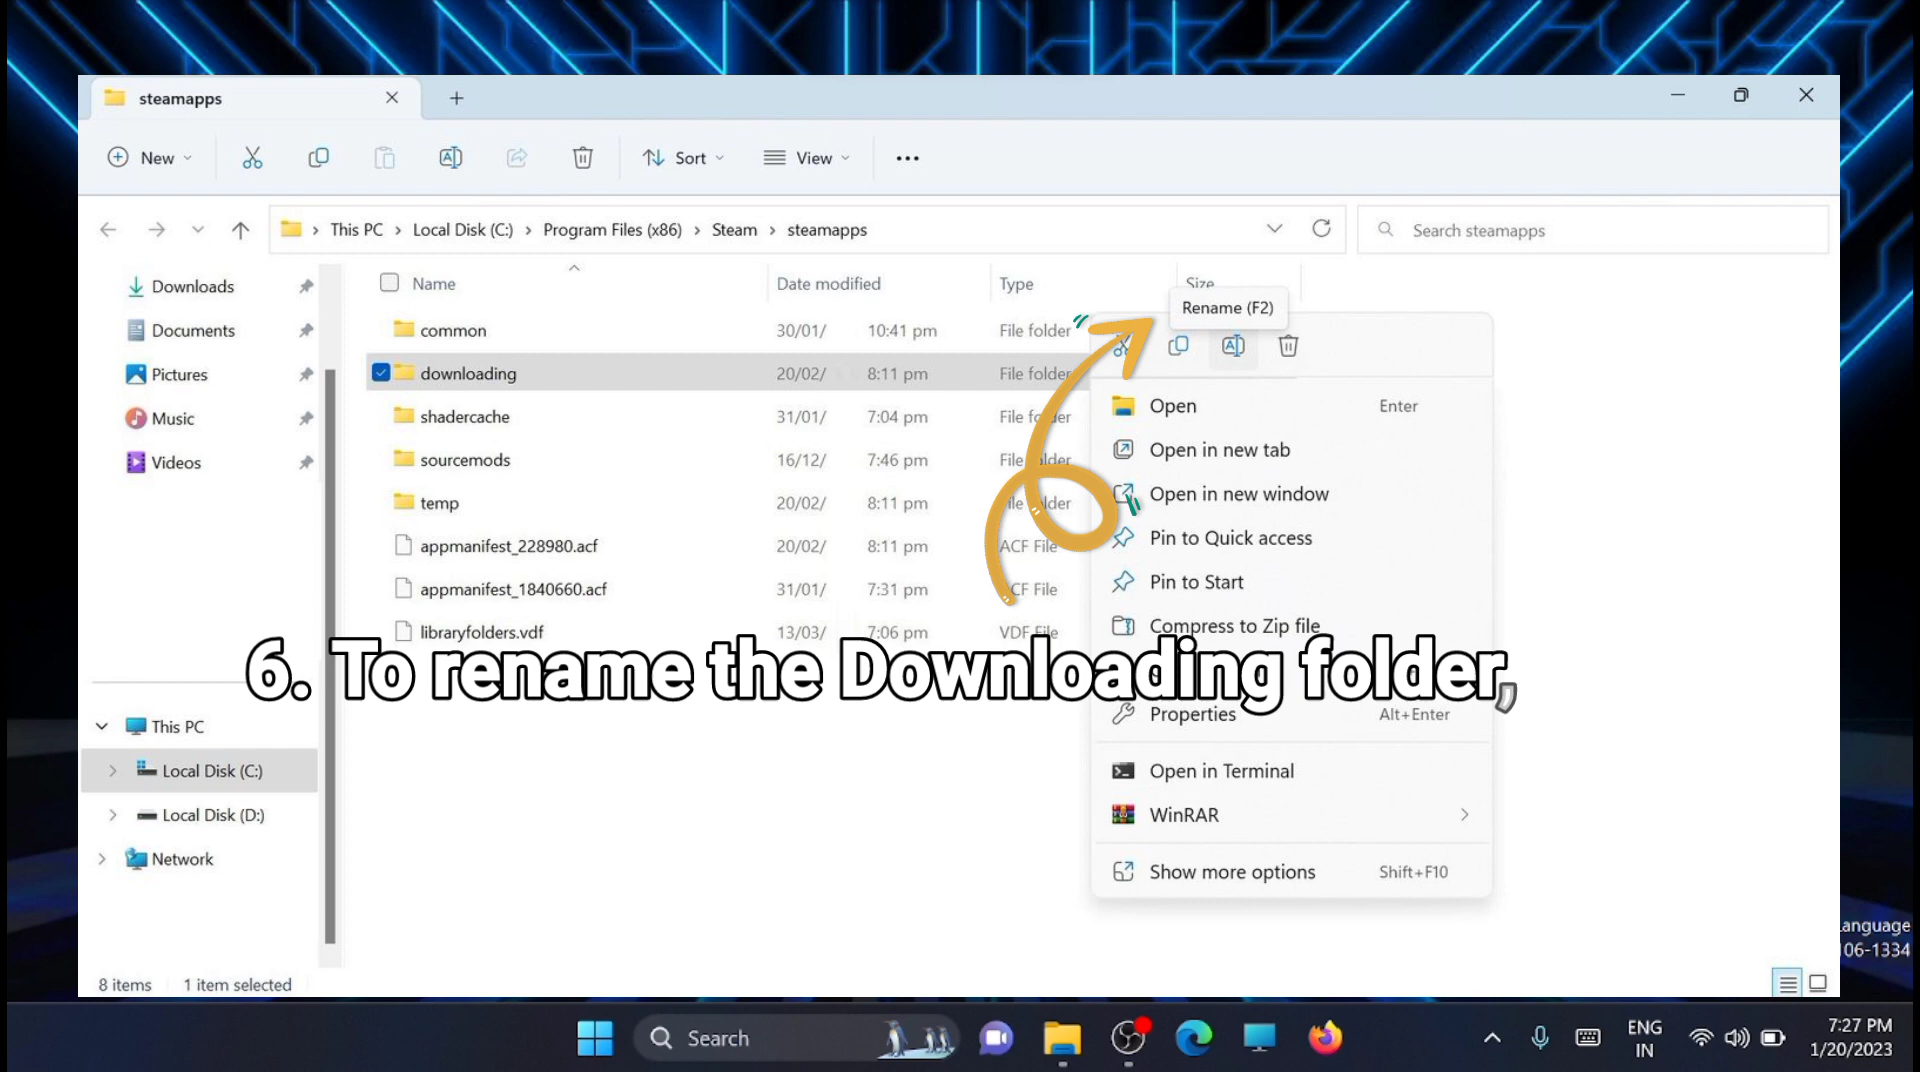 steamapps
New
Sort
View
This PC > Local Disk (C:) > Program Files (x86) > Steam > steamapps
Search steamapps
Downloads
Documents
Pictures
Music
Videos
This PC
Local Disk (C:)
Local Disk (D:)
Network
Name Date modified Type Size
common 30/01/ 10:41 pm File folder
downloading 20/02/ 8:11 pm File folder
shadercache 31/01/ 7:04 pm File folder
sourcemods 16/12/ 7:46 pm File folder
temp 20/02/ 8:11 pm File folder
appmanifest_228980.acf 20/02/ 8:11 pm ACF File
appmanifest_1840660.acf 31/01/ 7:31 pm ACF File
libraryfolders.vdf 13/03/ 7:06 pm VDF File
Rename (F2)
Open Enter
Open in new tab
Open in new window
Pin to Quick access
Pin to Start
Compress to Zip file
6. To rename the Downloading folder,
Properties Alt+Enter
Open in Terminal
WinRAR
Show more options Shift+F10
8 items 1 item selected
Language
106-1334
Search
ENG
IN
7:27 PM
1/20/2023